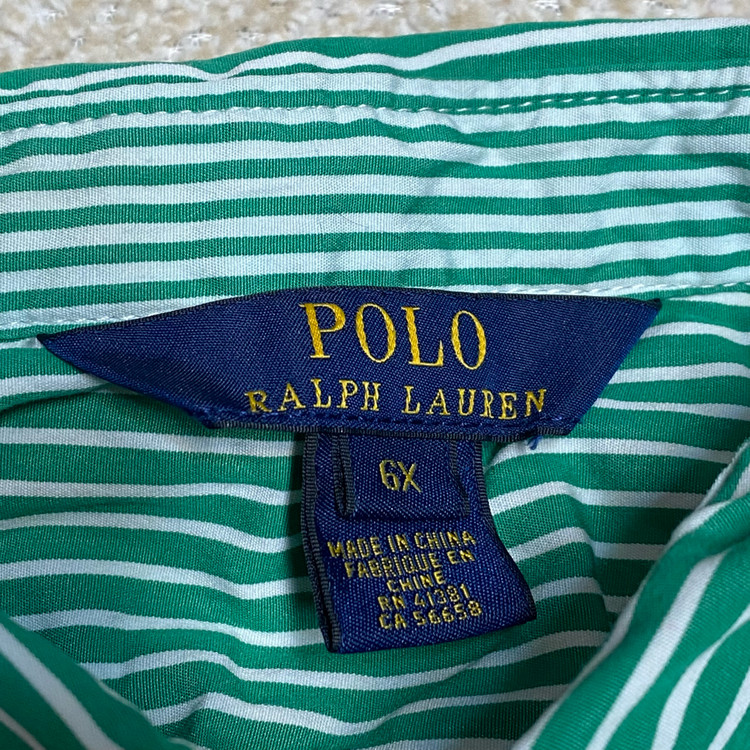 POLO
RALPH LAUREN
6X
MADE IN CHINA
FABRIQUE EN
CHINE
RN 41381
CA 56658